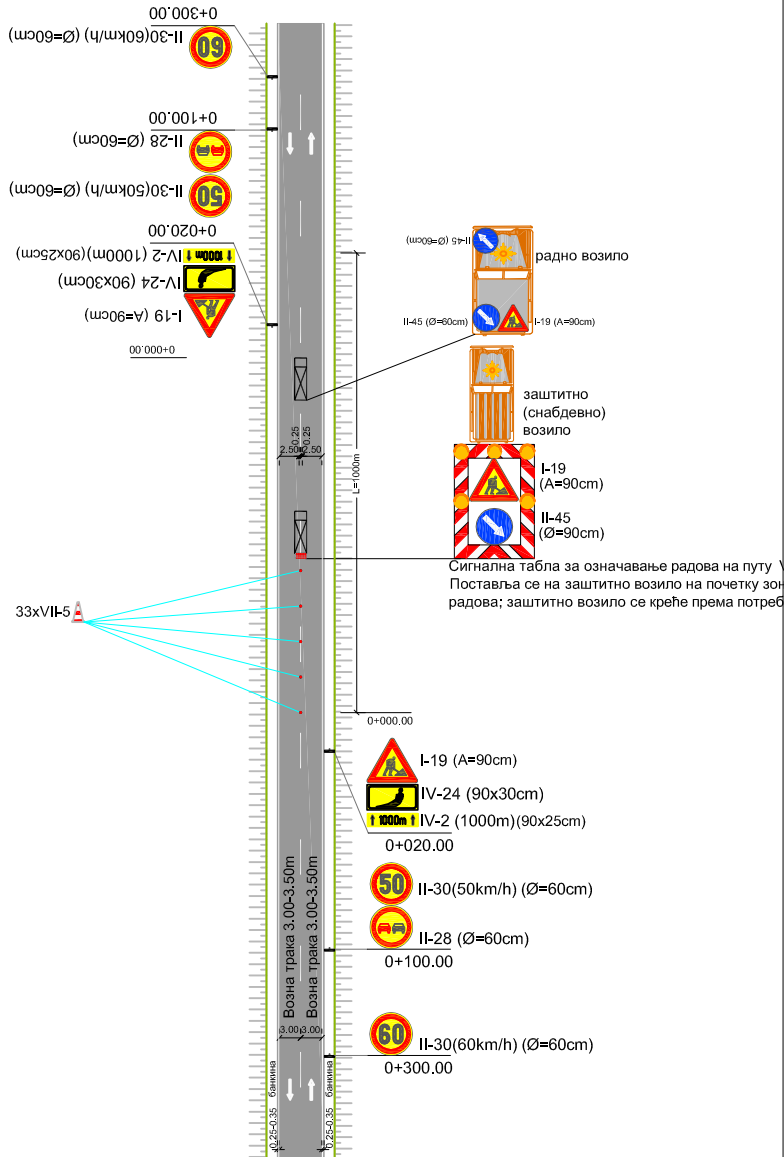 0+300.00
II-30(60km/h) (Ø=60cm)
60
0+100.00
II-28 (Ø=60cm)
II-30(50km/h) (Ø=60cm)
50
0+020.00
IV-2 (1000m)(90x25cm)
1000m
IV-24 (90x30cm)
I-19 (A=90cm)
0+000.00
II-45 (Ø=60cm)
радно возило
II-45 (Ø=60cm)
I-19 (A=90cm)
заштитно
(снабдевно)
возило
0.25
0.25
2.50
2.50
L=1000m
I-19
(A=90cm)
II-45
(Ø=90cm)
Сигнална табла за означавање радова на путу
Поставља се на заштитно возило на почетку
радова; заштитно возило се креће према
33xVII-5
0+000.00
I-19 (A=90cm)
IV-24 (90x30cm)
1000m
IV-2 (1000m)(90x25cm)
0+020.00
50
II-30(50km/h) (Ø=60cm)
II-28 (Ø=60cm)
0+100.00
Возна трака 3.00-3.50m
Возна трака 3.00-3.50m
3.00
3.00
60
II-30(60km/h) (Ø=60cm)
0+300.00
банкина
0.25-0.35
банкина
0.25-0.35